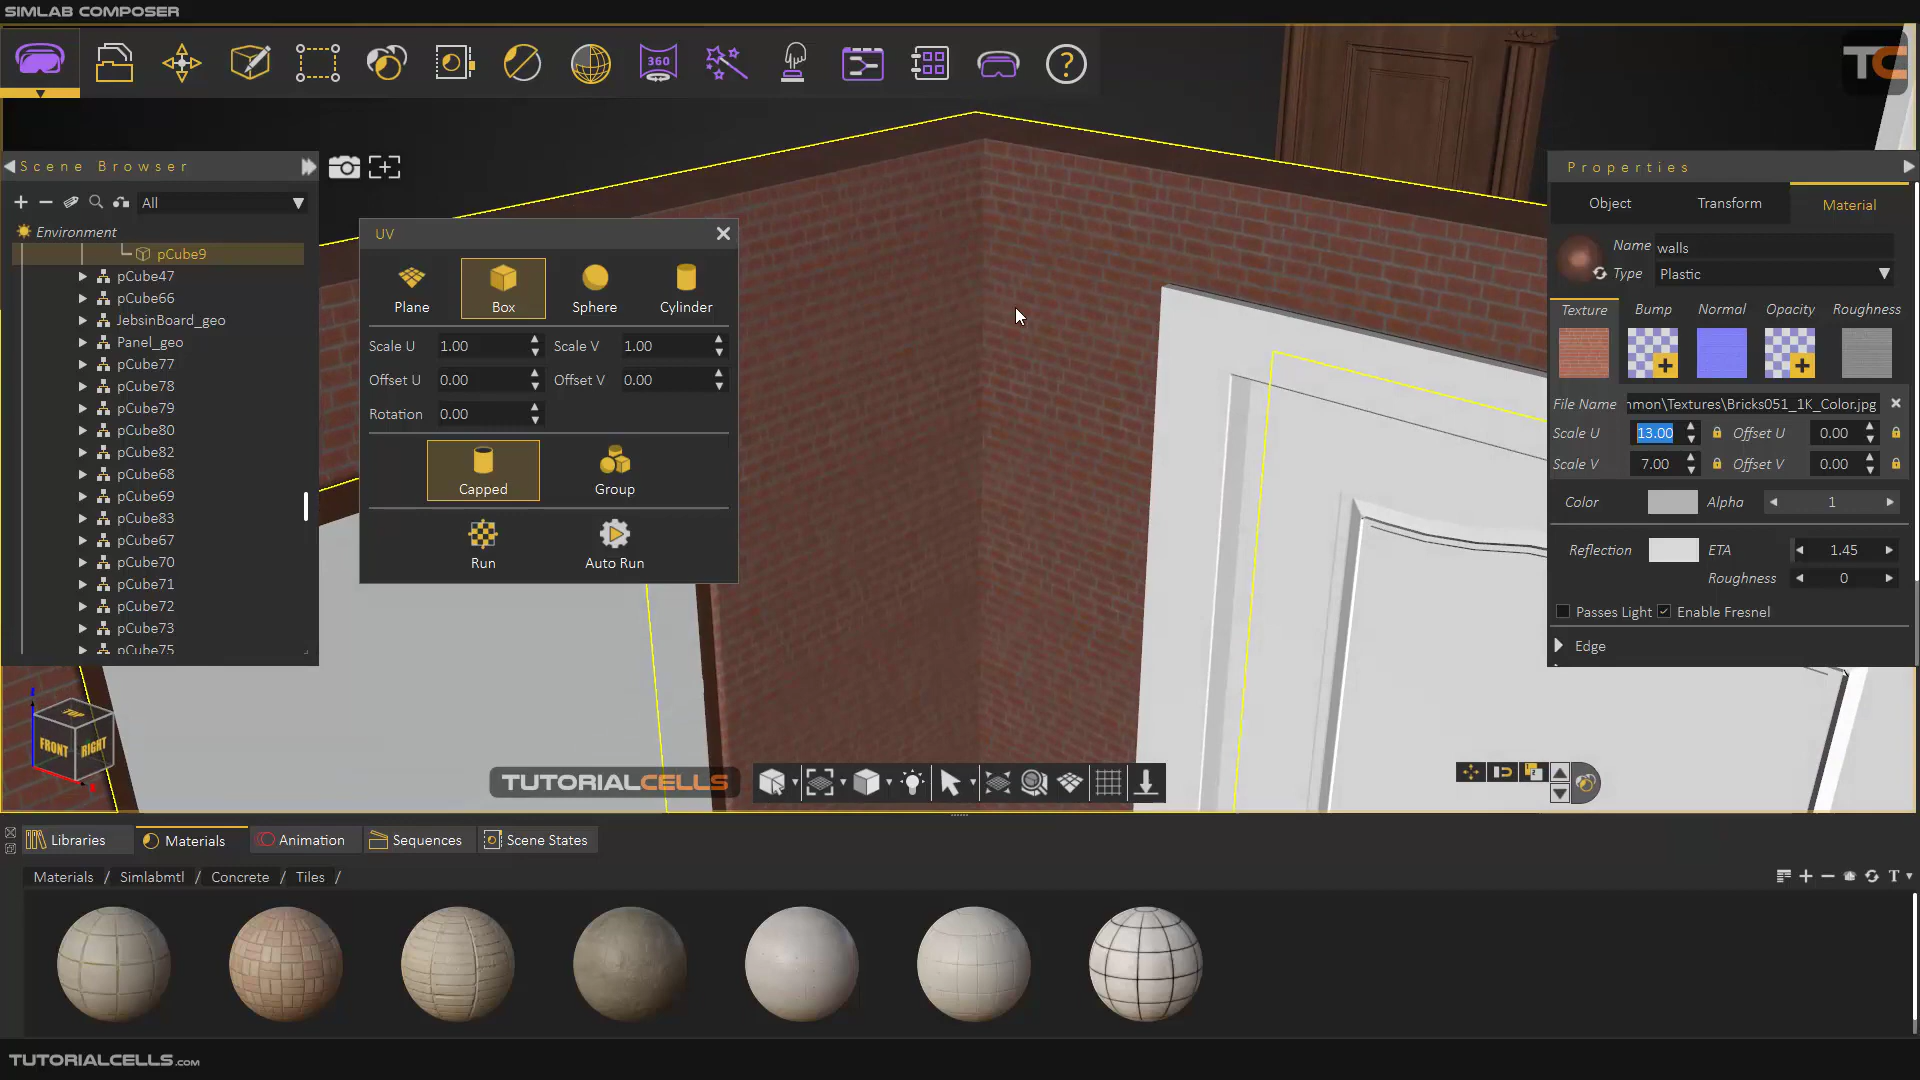 SIMLAB COMPOSER
360
?
TC
Scene Browser
All
Environment
pCube9
pCube47
pCube66
JebsinBoard_geo
Panel_geo
pCube77
pCube78
pCube79
pCube80
pCube82
pCube68
pCube69
pCube83
pCube67
pCube70
pCube71
pCube72
pCube73
pCube75
UV
Plane Box Sphere Cylinder
Scale U 1.00 Scale V 1.00
Offset U 0.00 Offset V 0.00
Rotation 0.00
Capped Group
Run Auto Run
Properties
Object Transform Material
Name walls
Type Plastic
Texture Bump Normal Opacity Roughness
File Name nmon\Textures\Bricks051_1K_Color.jpg
Scale U 13.00 Offset U 0.00
Scale V 7.00 Offset V 0.00
Color Alpha 1
Reflection ETA 1.45
Roughness 0
Passes Light Enable Fresnel
Edge
TOP
FRONT RIGHT
TUTORIALCELLS
Libraries Materials Animation Sequences Scene States
Materials / Simlabmtl / Concrete / Tiles /
T
TUTORIALCELLS.COM